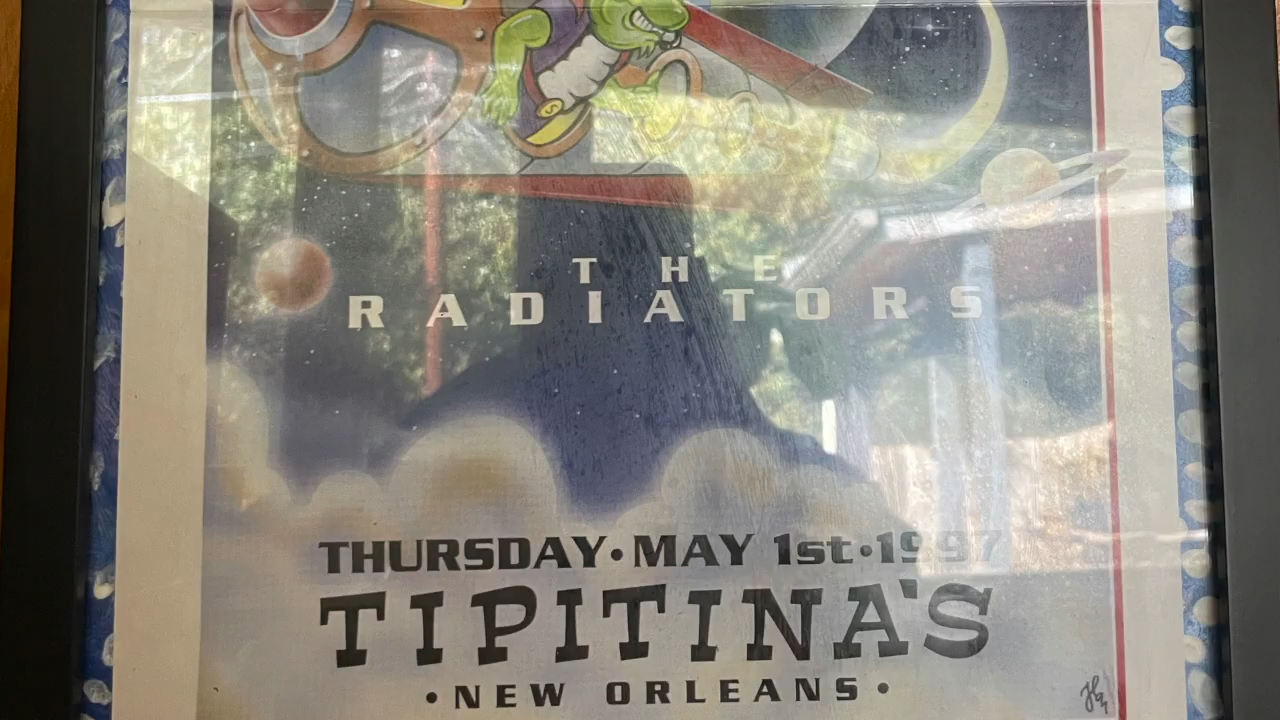 THE
RADIATORS
THURSDAY•MAY 1st•1997
TIPITINA'S
•NEW ORLEANS•